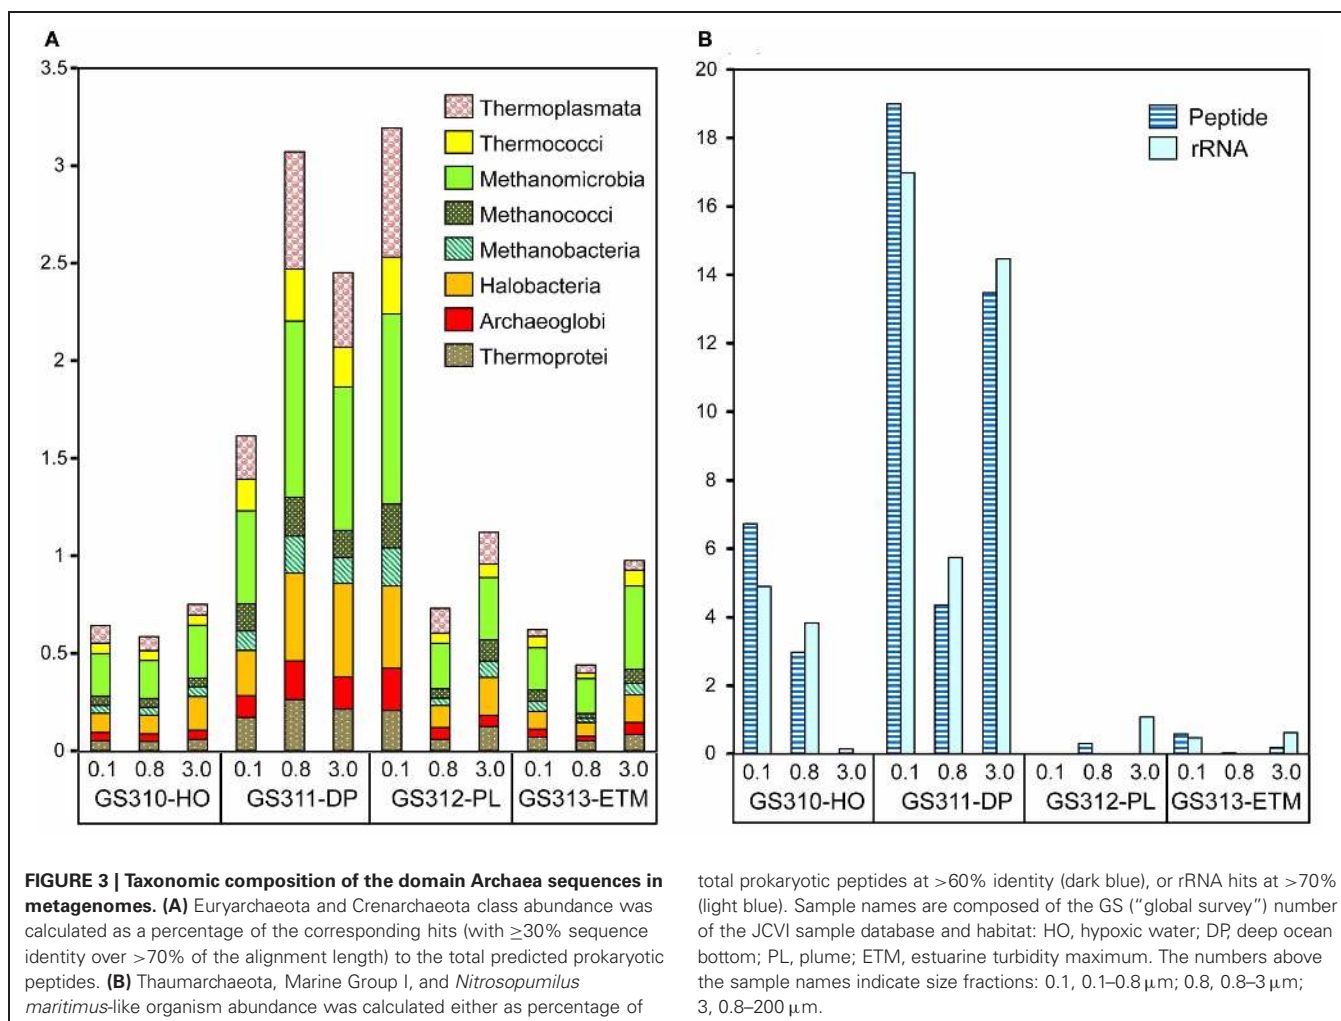 A
3.5
3
2.5
2
1.5
1
0.5
0
Thermoplasmata
Thermococci
Methanomicrobia
Methanococci
Methanobacteria
Halobacteria
Archaeoglobi
Thermoprotei
0.1 0.8 3.0 0.1 0.8 3.0 0.1 0.8 3.0 0.1 0.8 3.0
GS310-HO GS311-DP GS312-PL GS313-ETM
B
20
18
16
14
12
10
8
6
4
2
0
Peptide
rRNA
0.1 0.8 3.0 0.1 0.8 3.0 0.1 0.8 3.0 0.1 0.8 3.0
GS310-HO GS311-DP GS312-PL GS313-ETM
FIGURE 3 | Taxonomic composition of the domain Archaea sequences in
metagenomes. (A) Euryarchaeota and Crenarchaeota class abundance was
calculated as a percentage of the corresponding hits (with ≥30% sequence
identity over >70% of the alignment length) to the total predicted prokaryotic
peptides. (B) Thaumarchaeota, Marine Group I, and Nitrosopumilus
maritimus-like organism abundance was calculated either as percentage of
total prokaryotic peptides at >60% identity (dark blue), or rRNA hits at >70%
(light blue). Sample names are composed of the GS (“global survey”) number
of the JCVI sample database and habitat: HO, hypoxic water; DP, deep ocean
bottom; PL, plume; ETM, estuarine turbidity maximum. The numbers above
the sample names indicate size fractions: 0.1, 0.1–0.8 μm; 0.8, 0.8–3 μm;
3, 0.8–200 μm.